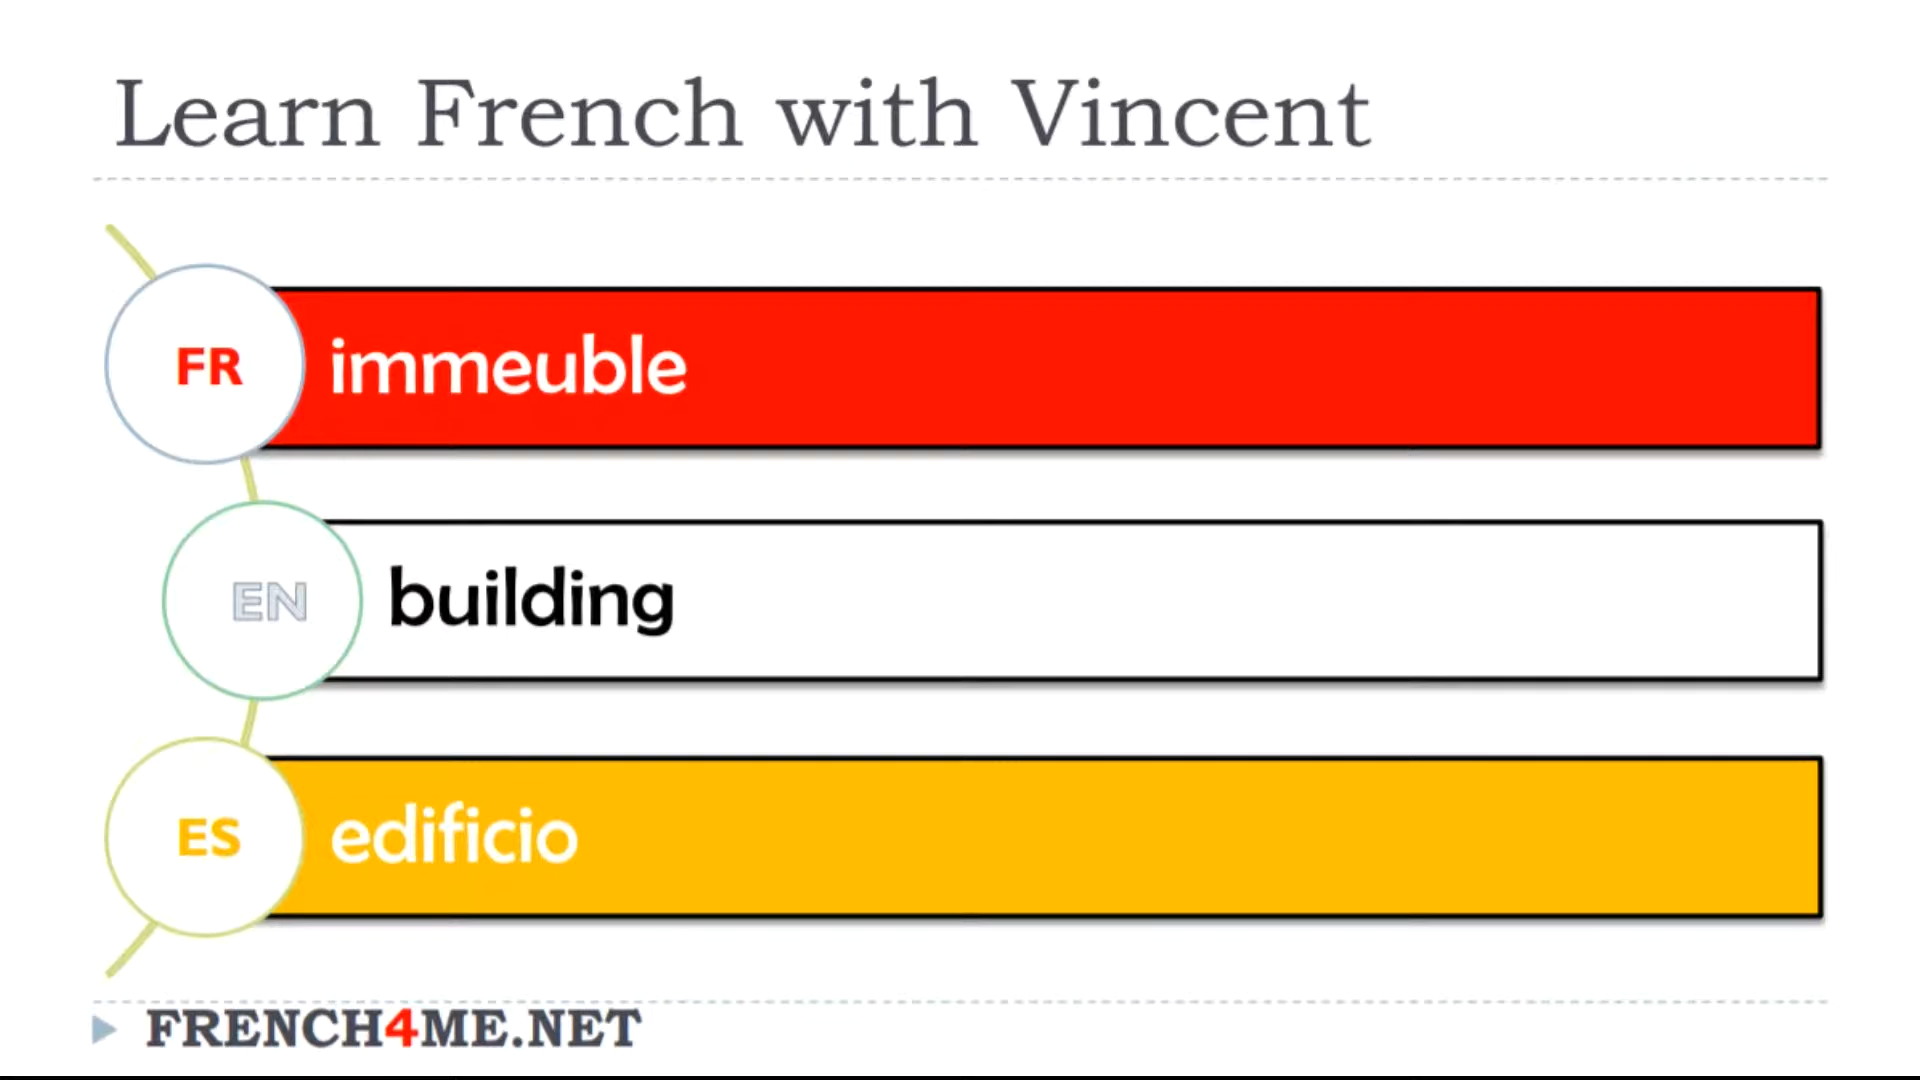 Learn French with Vincent
FR immeuble
EN building
ES edificio
FRENCH4ME.NET